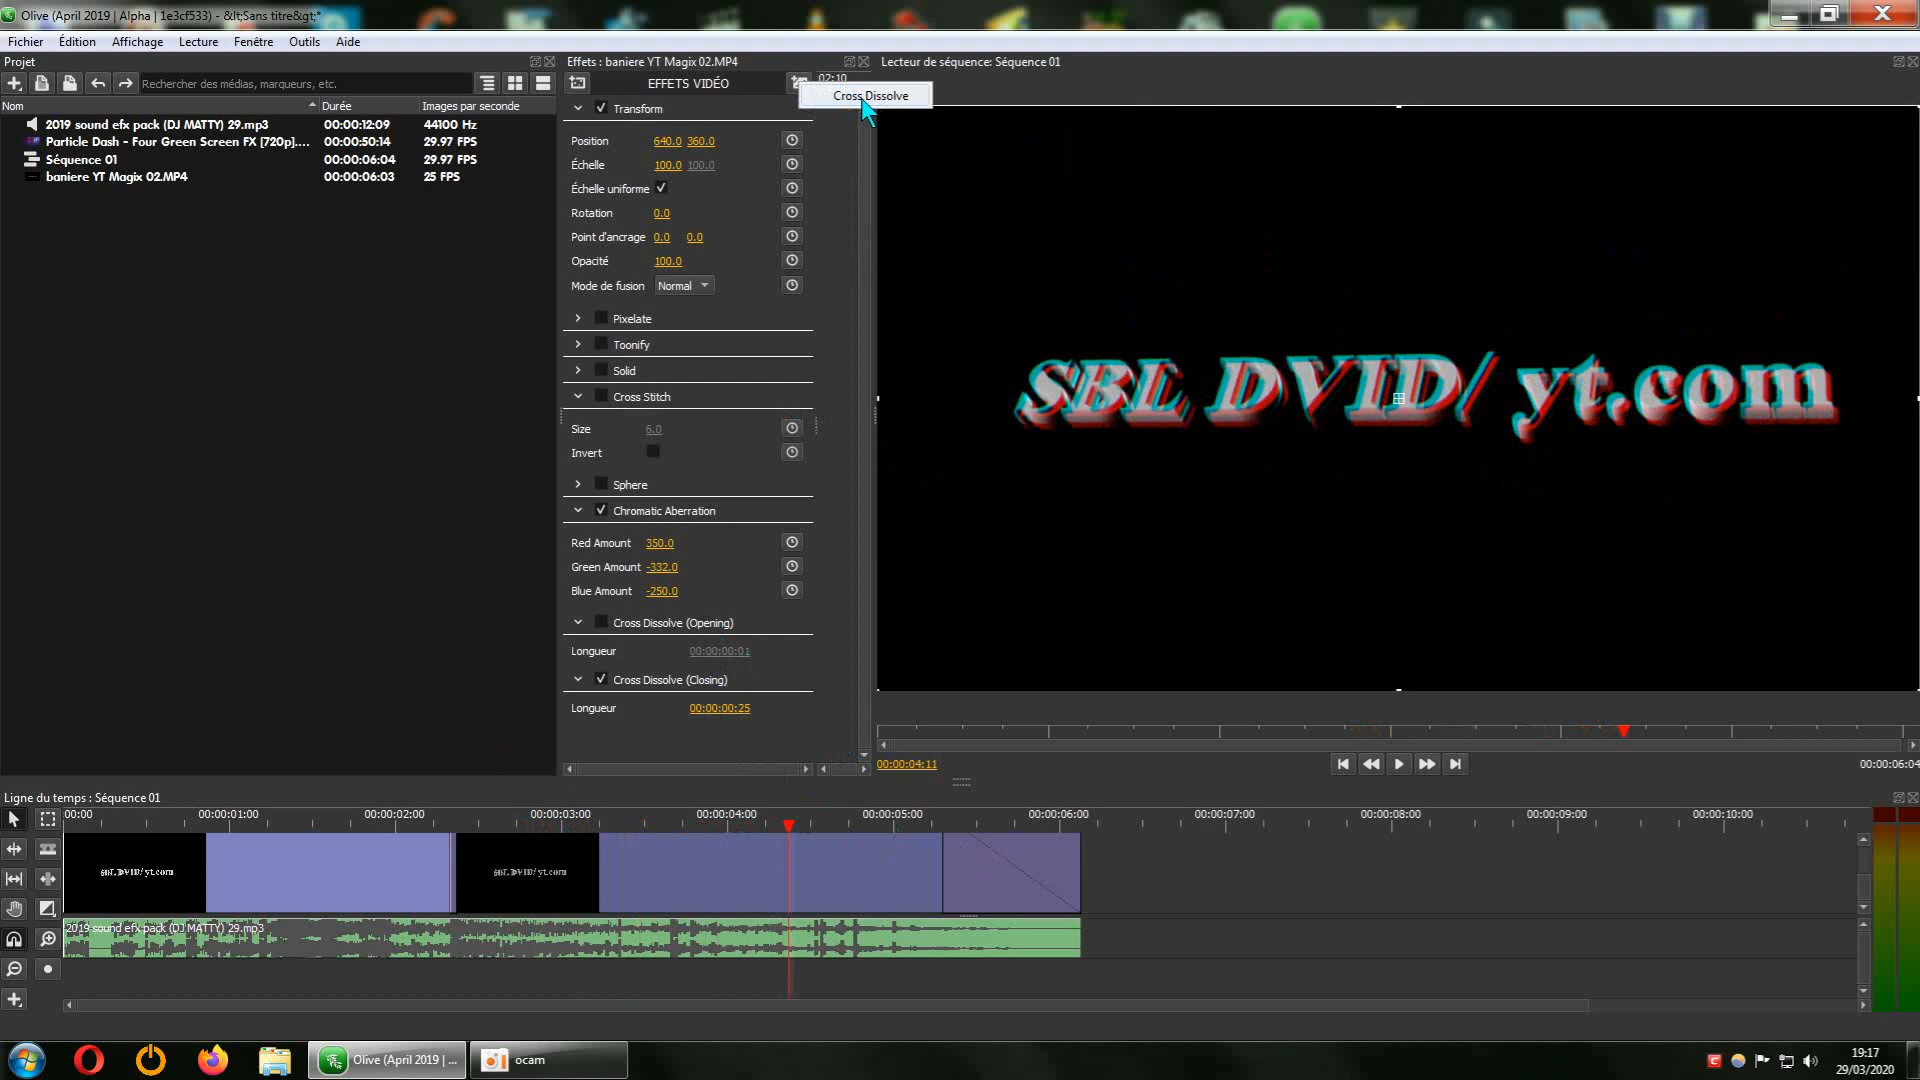 Olive (April 2019 | Alpha | 1e3cf533) - &lt;Sans titre&gt;*
Fichier Édition Affichage Lecture Fenêtre Outils Aide
Projet
Rechercher des médias, marqueurs, etc.
Nom Durée Images par seconde
2019 sound efx pack (DJ MATTY) 29.mp3 00:00:12:09 44100 Hz
Particle Dash - Four Green Screen FX [720p].... 00:00:50:14 29.97 FPS
Séquence 01 00:00:06:04 29.97 FPS
baniere YT Magix 02.MP4 00:00:06:03 25 FPS
Effets : baniere YT Magix 02.MP4
EFFETS VIDÉO
02:10
Cross Dissolve
Transform
Position 640.0 360.0
Échelle 100.0 100.0
Échelle uniforme
Rotation 0.0
Point d'ancrage 0.0 0.0
Opacité 100.0
Mode de fusion Normal
Pixelate
Toonify
Solid
Cross Stitch
Size 6.0
Invert
Sphere
Chromatic Aberration
Red Amount 350.0
Green Amount -332.0
Blue Amount -250.0
Cross Dissolve (Opening)
Longueur 00:00:00:01
Cross Dissolve (Closing)
Longueur 00:00:00:25
Lecteur de séquence: Séquence 01
SBL DVID/ yt.com
00:00:04:11
00:00:06:04
Ligne du temps : Séquence 01
00:00 00:00:01:00 00:00:02:00 00:00:03:00 00:00:04:00 00:00:05:00 00:00:06:00 00:00:07:00 00:00:08:00 00:00:09:00 00:00:10:00
SBL DVID/ yt.com SBL DVID/ yt.com
2019 sound efx pack (DJ MATTY) 29.mp3
Olive (April 2019 | ... ocam
19:17
29/03/2020